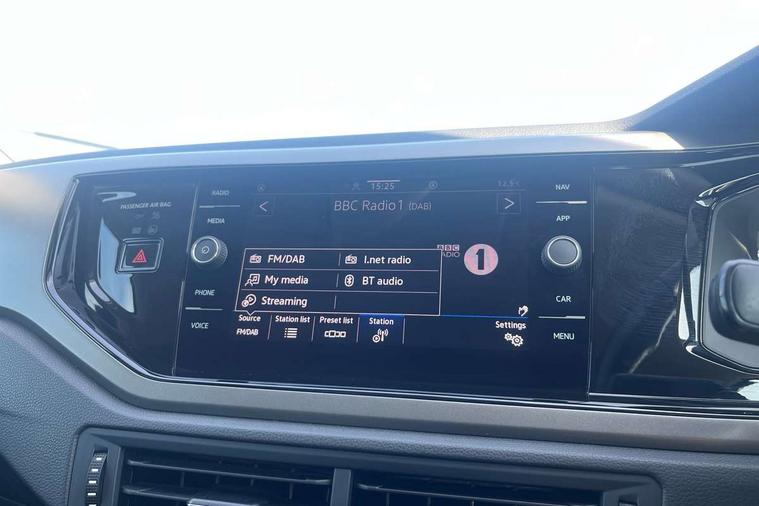 PASSENGER AIR BAG
RADIO
MEDIA
PHONE
VOICE
15:25
12.5°C
BBC Radio 1 (DAB)
FM/DAB
I.net radio
My media
BT audio
Streaming
BBC
RADIO
1
Source
FM/DAB
Station list
Preset list
Station
Settings
NAV
APP
CAR
MENU